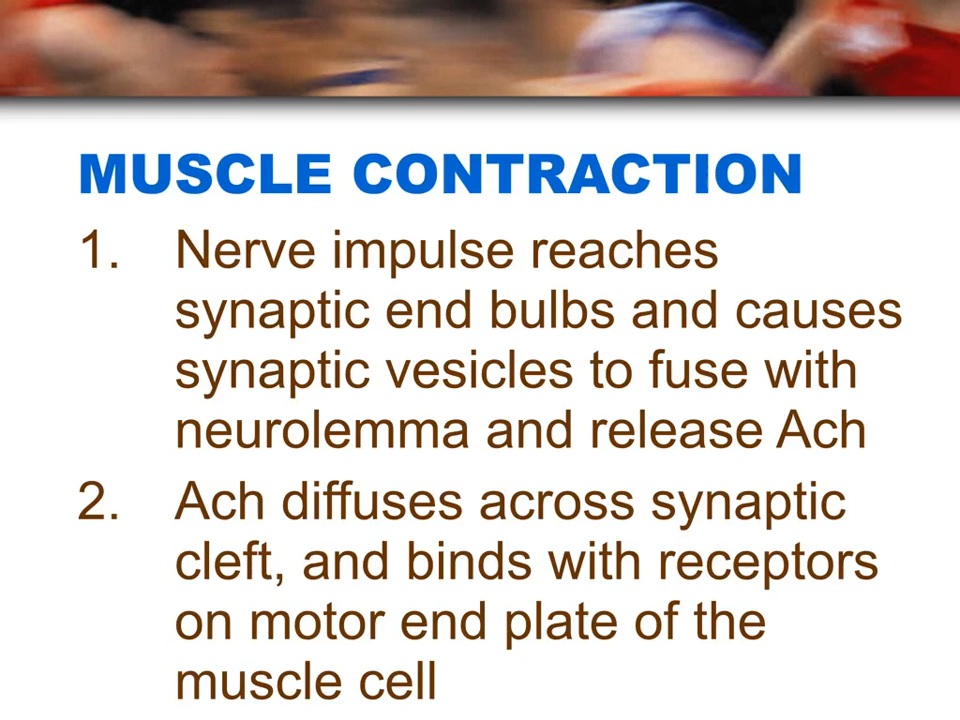 MUSCLE CONTRACTION
1. Nerve impulse reaches
synaptic end bulbs and causes
synaptic vesicles to fuse with
neurolemma and release Ach
2. Ach diffuses across synaptic
cleft, and binds with receptors
on motor end plate of the
muscle cell